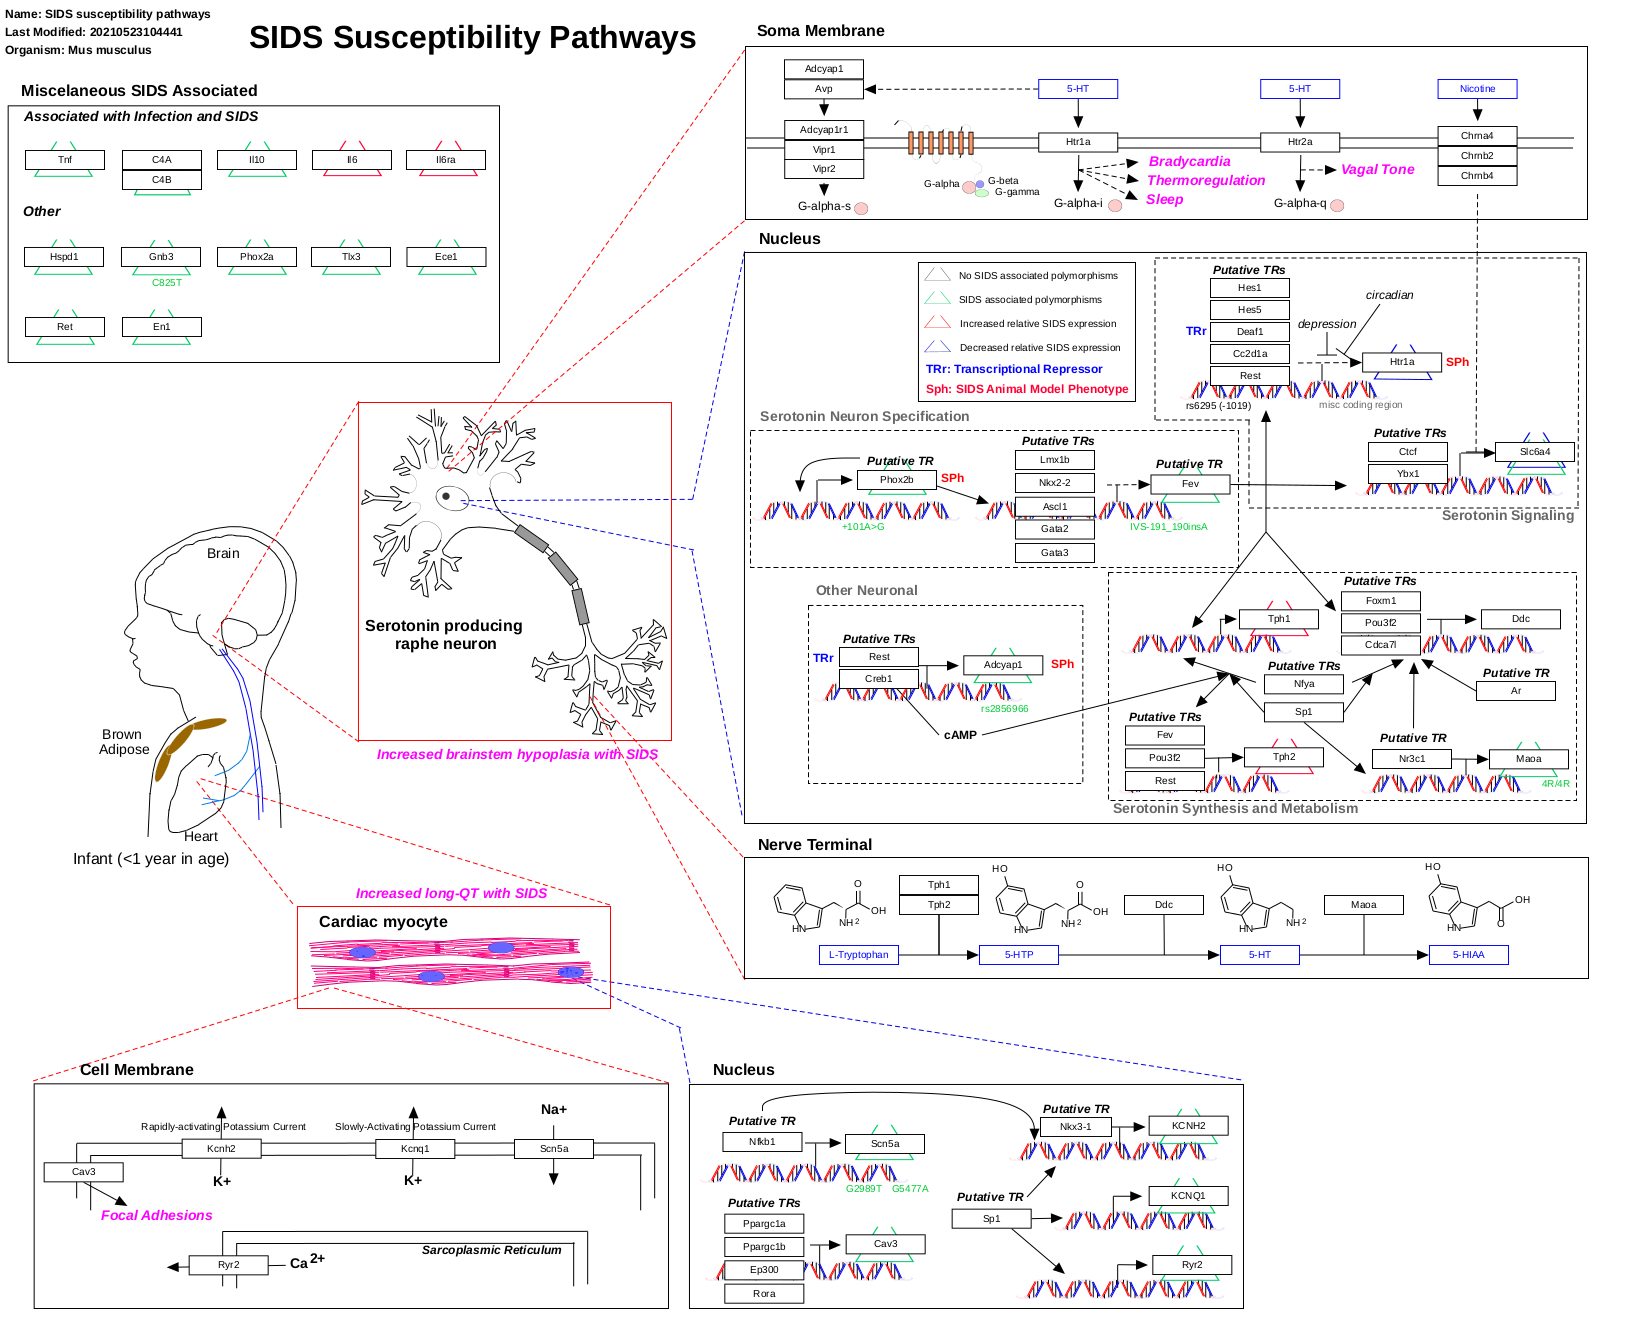 Name: SIDS susceptibility pathways
Last Modified: 20210523104441
Organism: Mus musculus
SIDS Susceptibility Pathways
Miscelaneous SIDS Associated
Associated with Infection and SIDS
Tnf
C4A
C4B
Il10
Il6
Il6ra
Other
Hspd1
Gnb3
C825T
Phox2a
Tlx3
Ece1
Ret
En1
Soma Membrane
Adcyap1
Avp
Adcyap1r1
Vipr1
Vipr2
G-alpha-s
G-alpha
G-beta
G-gamma
5-HT
Htr1a
G-alpha-i
Bradycardia
Thermoregulation
Sleep
5-HT
Htr2a
G-alpha-q
Vagal Tone
Nicotine
Chrna4
Chrnb2
Chrnb4
Nucleus
No SIDS associated polymorphisms
SIDS associated polymorphisms
Increased relative SIDS expression
Decreased relative SIDS expression
TRr: Transcriptional Repressor
Sph: SIDS Animal Model Phenotype
Putative TRs
Hes1
Hes5
TRr
Deaf1
Cc2d1a
Rest
circadian
depression
Htr1a
SPh
rs6295 (-1019)
misc coding region
Putative TRs
Ctcf
Ybx1
Slc6a4
Serotonin Signaling
Serotonin Neuron Specification
Putative TR
Phox2b
SPh
+101A>G
Putative TRs
Lmx1b
Nkx2-2
Ascl1
Gata2
Gata3
Putative TR
Fev
IVS-191_190insA
Other Neuronal
Putative TRs
TRr
Rest
Creb1
Adcyap1
SPh
rs2856966
cAMP
Tph1
Putative TRs
Foxm1
Pou3f2
Cdca7l
Ddc
Putative TRs
Nfya
Sp1
Putative TR
Ar
Putative TRs
Fev
Pou3f2
Rest
Tph2
Putative TR
Nr3c1
Maoa
4R/4R
Serotonin Synthesis and Metabolism
Brain
Brown
Adipose
Heart
Infant (<1 year in age)
Serotonin producing
raphe neuron
Increased brainstem hypoplasia with SIDS
Increased long-QT with SIDS
Cardiac myocyte
Nerve Terminal
HN
O
OH
NH2
L-Tryptophan
Tph1
Tph2
HO
HN
O
OH
NH2
5-HTP
Ddc
HO
HN
NH2
5-HT
Maoa
HO
HN
OH
O
5-HIAA
Cell Membrane
Rapidly-activating Potassium Current
Kcnh2
K+
Slowly-Activating Potassium Current
Kcnq1
K+
Na+
Scn5a
Cav3
Focal Adhesions
Sarcoplasmic Reticulum
Ryr2
Ca2+
Nucleus
Putative TR
Nfkb1
Scn5a
G2989T
G5477A
Putative TRs
Ppargc1a
Ppargc1b
Ep300
Rora
Cav3
Putative TR
Nkx3-1
KCNH2
Putative TR
Sp1
KCNQ1
Ryr2